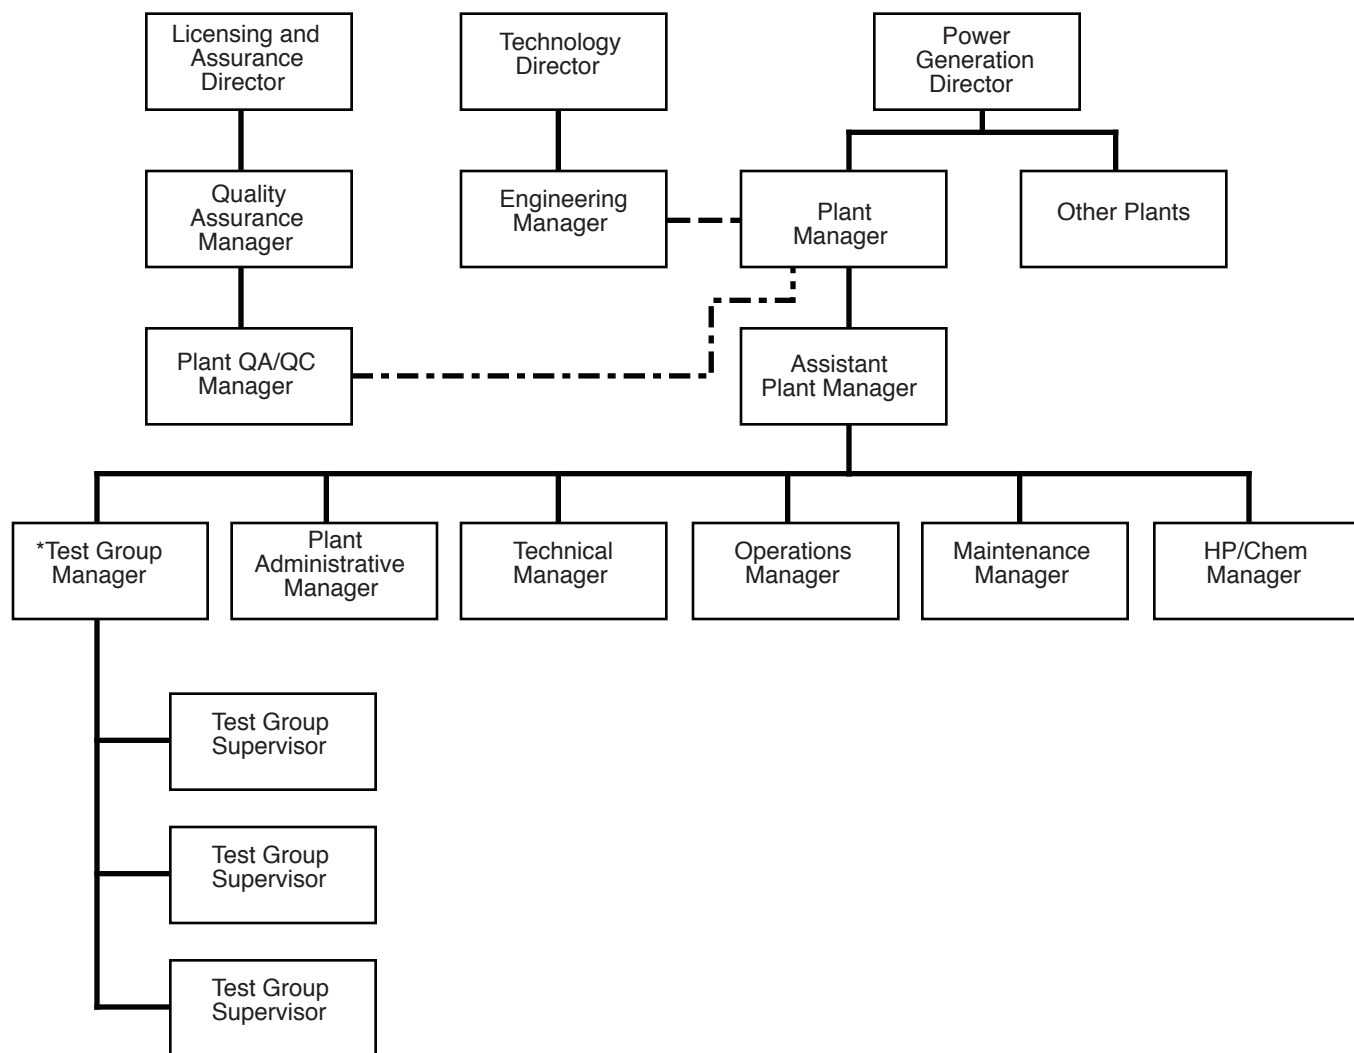 Licensing and
Assurance
Director
Technology
Director
Power
Generation
Director
Quality
Assurance
Manager
Engineering
Manager
Plant
Manager
Other Plants
Plant QA/QC
Manager
Assistant
Plant Manager
*Test Group
Manager
Plant
Administrative
Manager
Technical
Manager
Operations
Manager
Maintenance
Manager
HP/Chem
Manager
Test Group
Supervisor
Test Group
Supervisor
Test Group
Supervisor